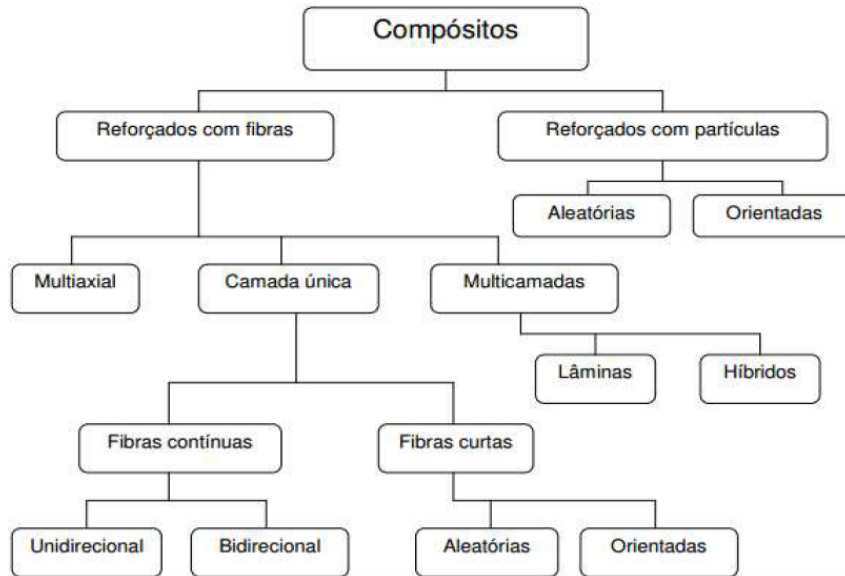 Compósitos
Reforçados com fibras
Reforçados com partículas
Aleatórias
Orientadas
Multiaxial
Camada única
Multicamadas
Lâminas
Híbridos
Fibras contínuas
Fibras curtas
Unidirecional
Bidirecional
Aleatórias
Orientadas